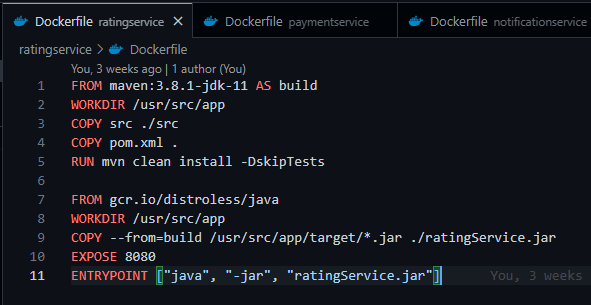 Dockerfile ratingservice
Dockerfile paymentservice
Dockerfile notificationservice
ratingservice > Dockerfile
You, 3 weeks ago | 1 author (You)
1 FROM maven:3.8.1-jdk-11 AS build
2 WORKDIR /usr/src/app
3 COPY src ./src
4 COPY pom.xml .
5 RUN mvn clean install -DskipTests
6
7 FROM gcr.io/distroless/java
8 WORKDIR /usr/src/app
9 COPY --from=build /usr/src/app/target/*.jar ./ratingService.jar
10 EXPOSE 8080
11 ENTRYPOINT ["java", "-jar", "ratingService.jar"] You, 3 weeks